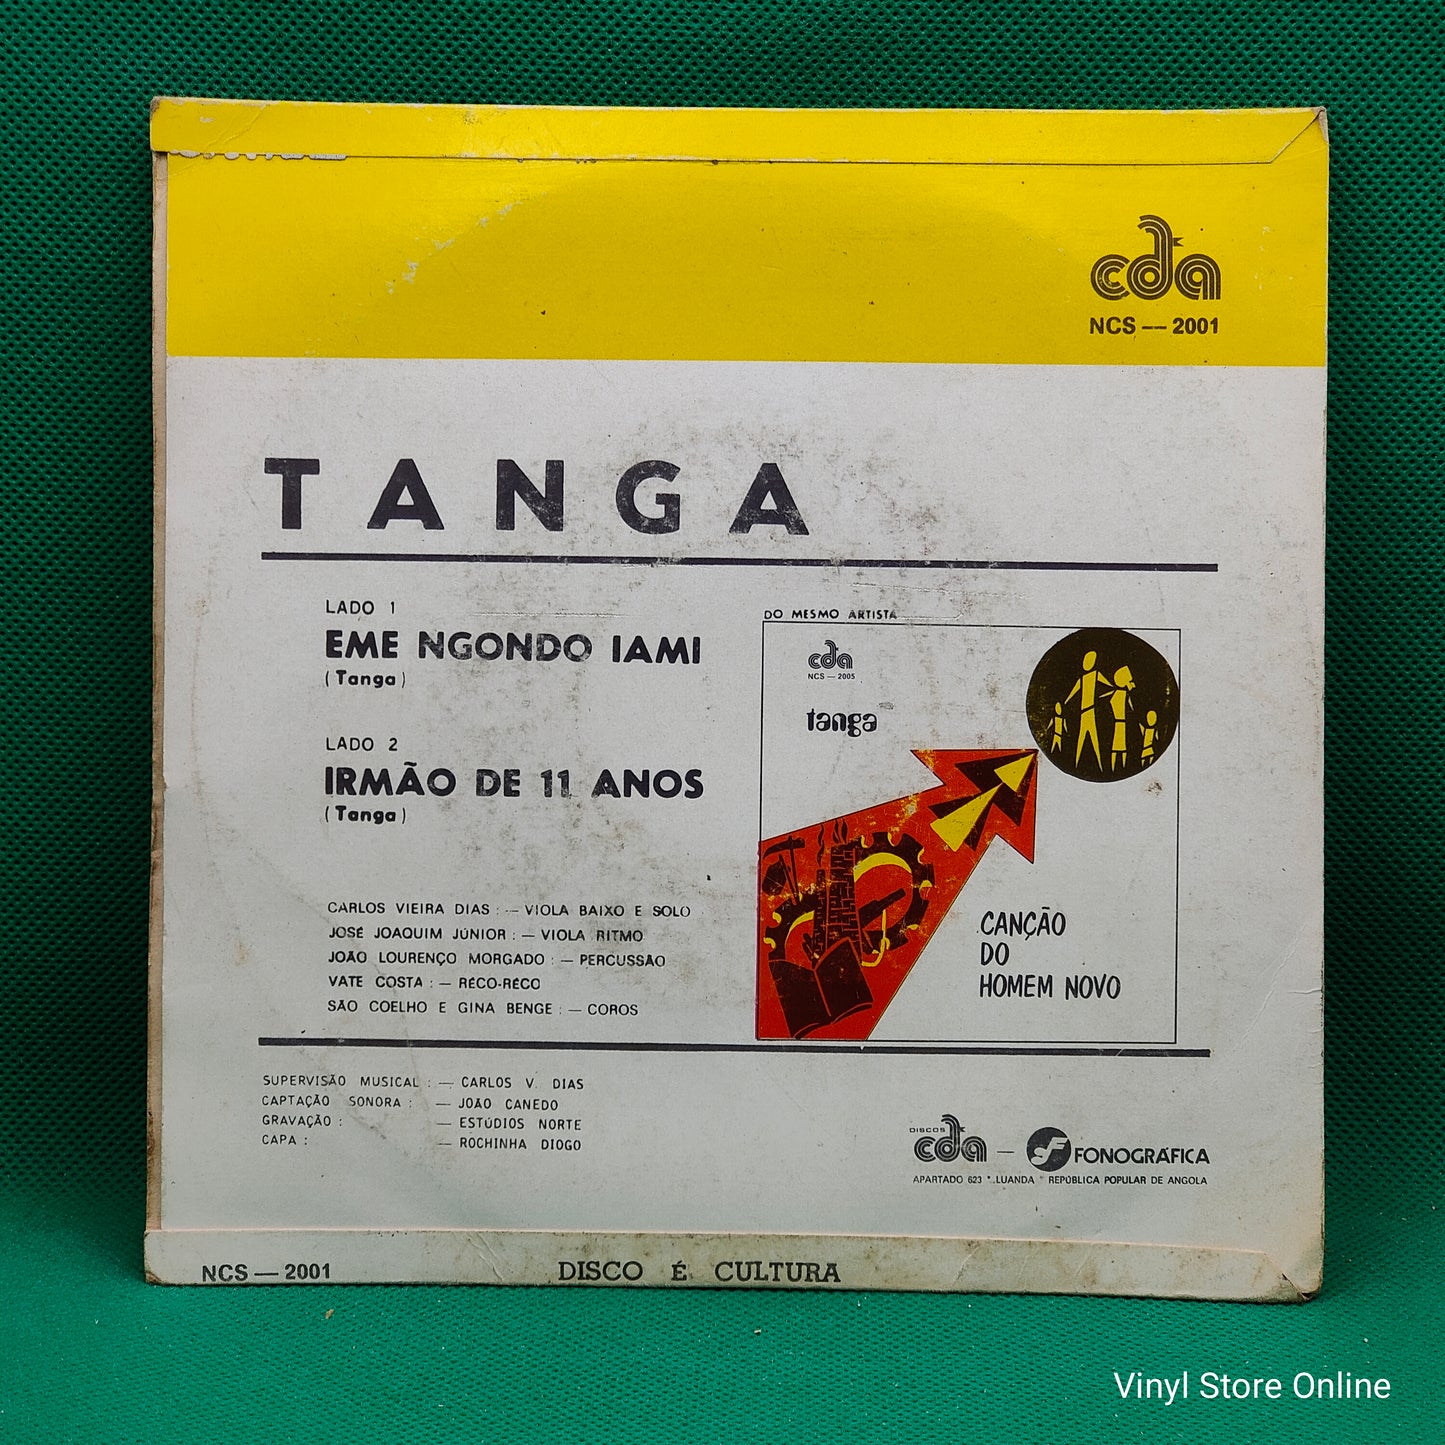 cda
NCS — 2001
TANGA
LADO 1
EME NGONDO IAMI
(Tanga)
LADO 2
IRMÃO DE 11 ANOS
(Tanga)
CARLOS VIEIRA DIAS : — VIOLA BAIXO E SOLO
JOSÉ JOAQUIM JÚNIOR : — VIOLA RITMO
JOÃO LOURENÇO MORGADO : — PERCUSSÃO
VATE COSTA : — RÉCO-RÉCO
SÃO COELHO E GINA BENGE : — COROS
DO MESMO ARTISTA
cda
NCS — 2005
tanga
CANÇÃO
DO
HOMEM NOVO
SUPERVISÃO MUSICAL : — CARLOS V. DIAS
CAPTAÇÃO SONORA : — JOÃO CANEDO
GRAVAÇÃO : — ESTÚDIOS NORTE
CAPA : — ROCHINHA DIOGO
DISCOS
cda — FONOGRÁFICA
APARTADO 623 * LUANDA * REPÚBLICA POPULAR DE ANGOLA
NCS — 2001 DISCO É CULTURA
Vinyl Store Online